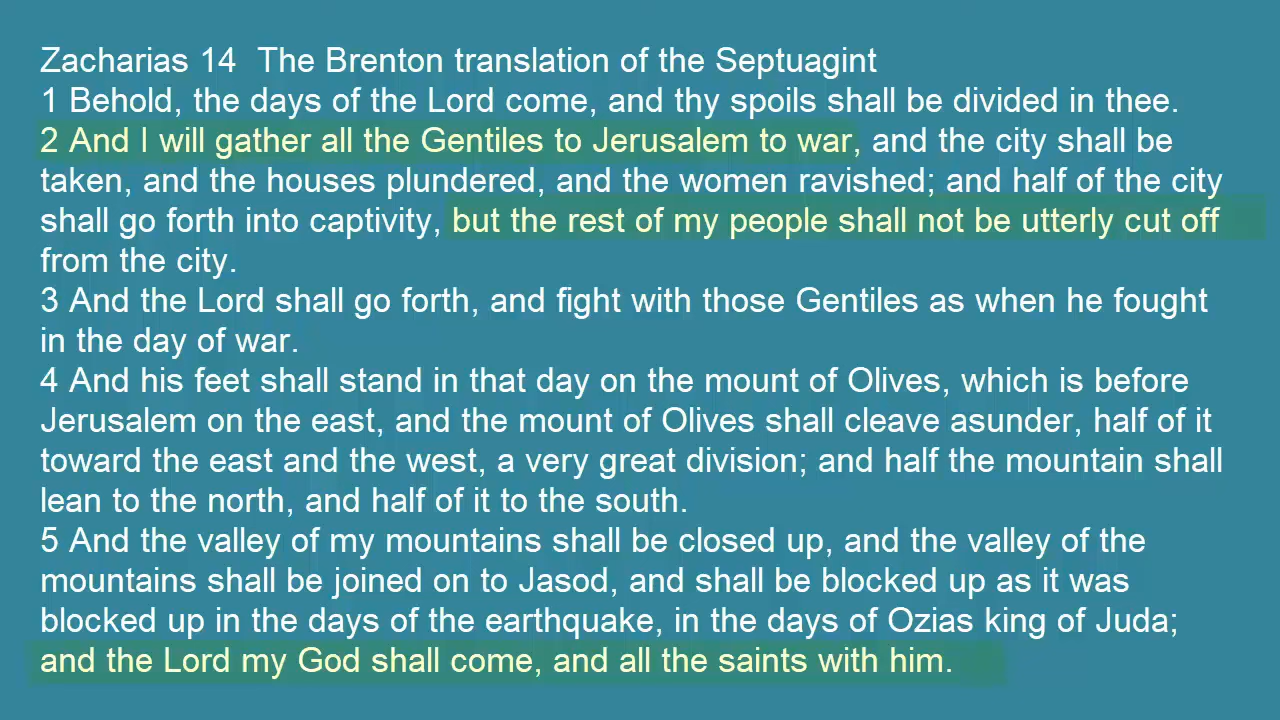 Zacharias 14  The Brenton translation of the Septuagint
1 Behold, the days of the Lord come, and thy spoils shall be divided in thee.
2 And I will gather all the Gentiles to Jerusalem to war, and the city shall be
taken, and the houses plundered, and the women ravished; and half of the city
shall go forth into captivity, but the rest of my people shall not be utterly cut off
from the city.
3 And the Lord shall go forth, and fight with those Gentiles as when he fought
in the day of war.
4 And his feet shall stand in that day on the mount of Olives, which is before
Jerusalem on the east, and the mount of Olives shall cleave asunder, half of it
toward the east and the west, a very great division; and half the mountain shall
lean to the north, and half of it to the south.
5 And the valley of my mountains shall be closed up, and the valley of the
mountains shall be joined on to Jasod, and shall be blocked up as it was
blocked up in the days of the earthquake, in the days of Ozias king of Juda;
and the Lord my God shall come, and all the saints with him.